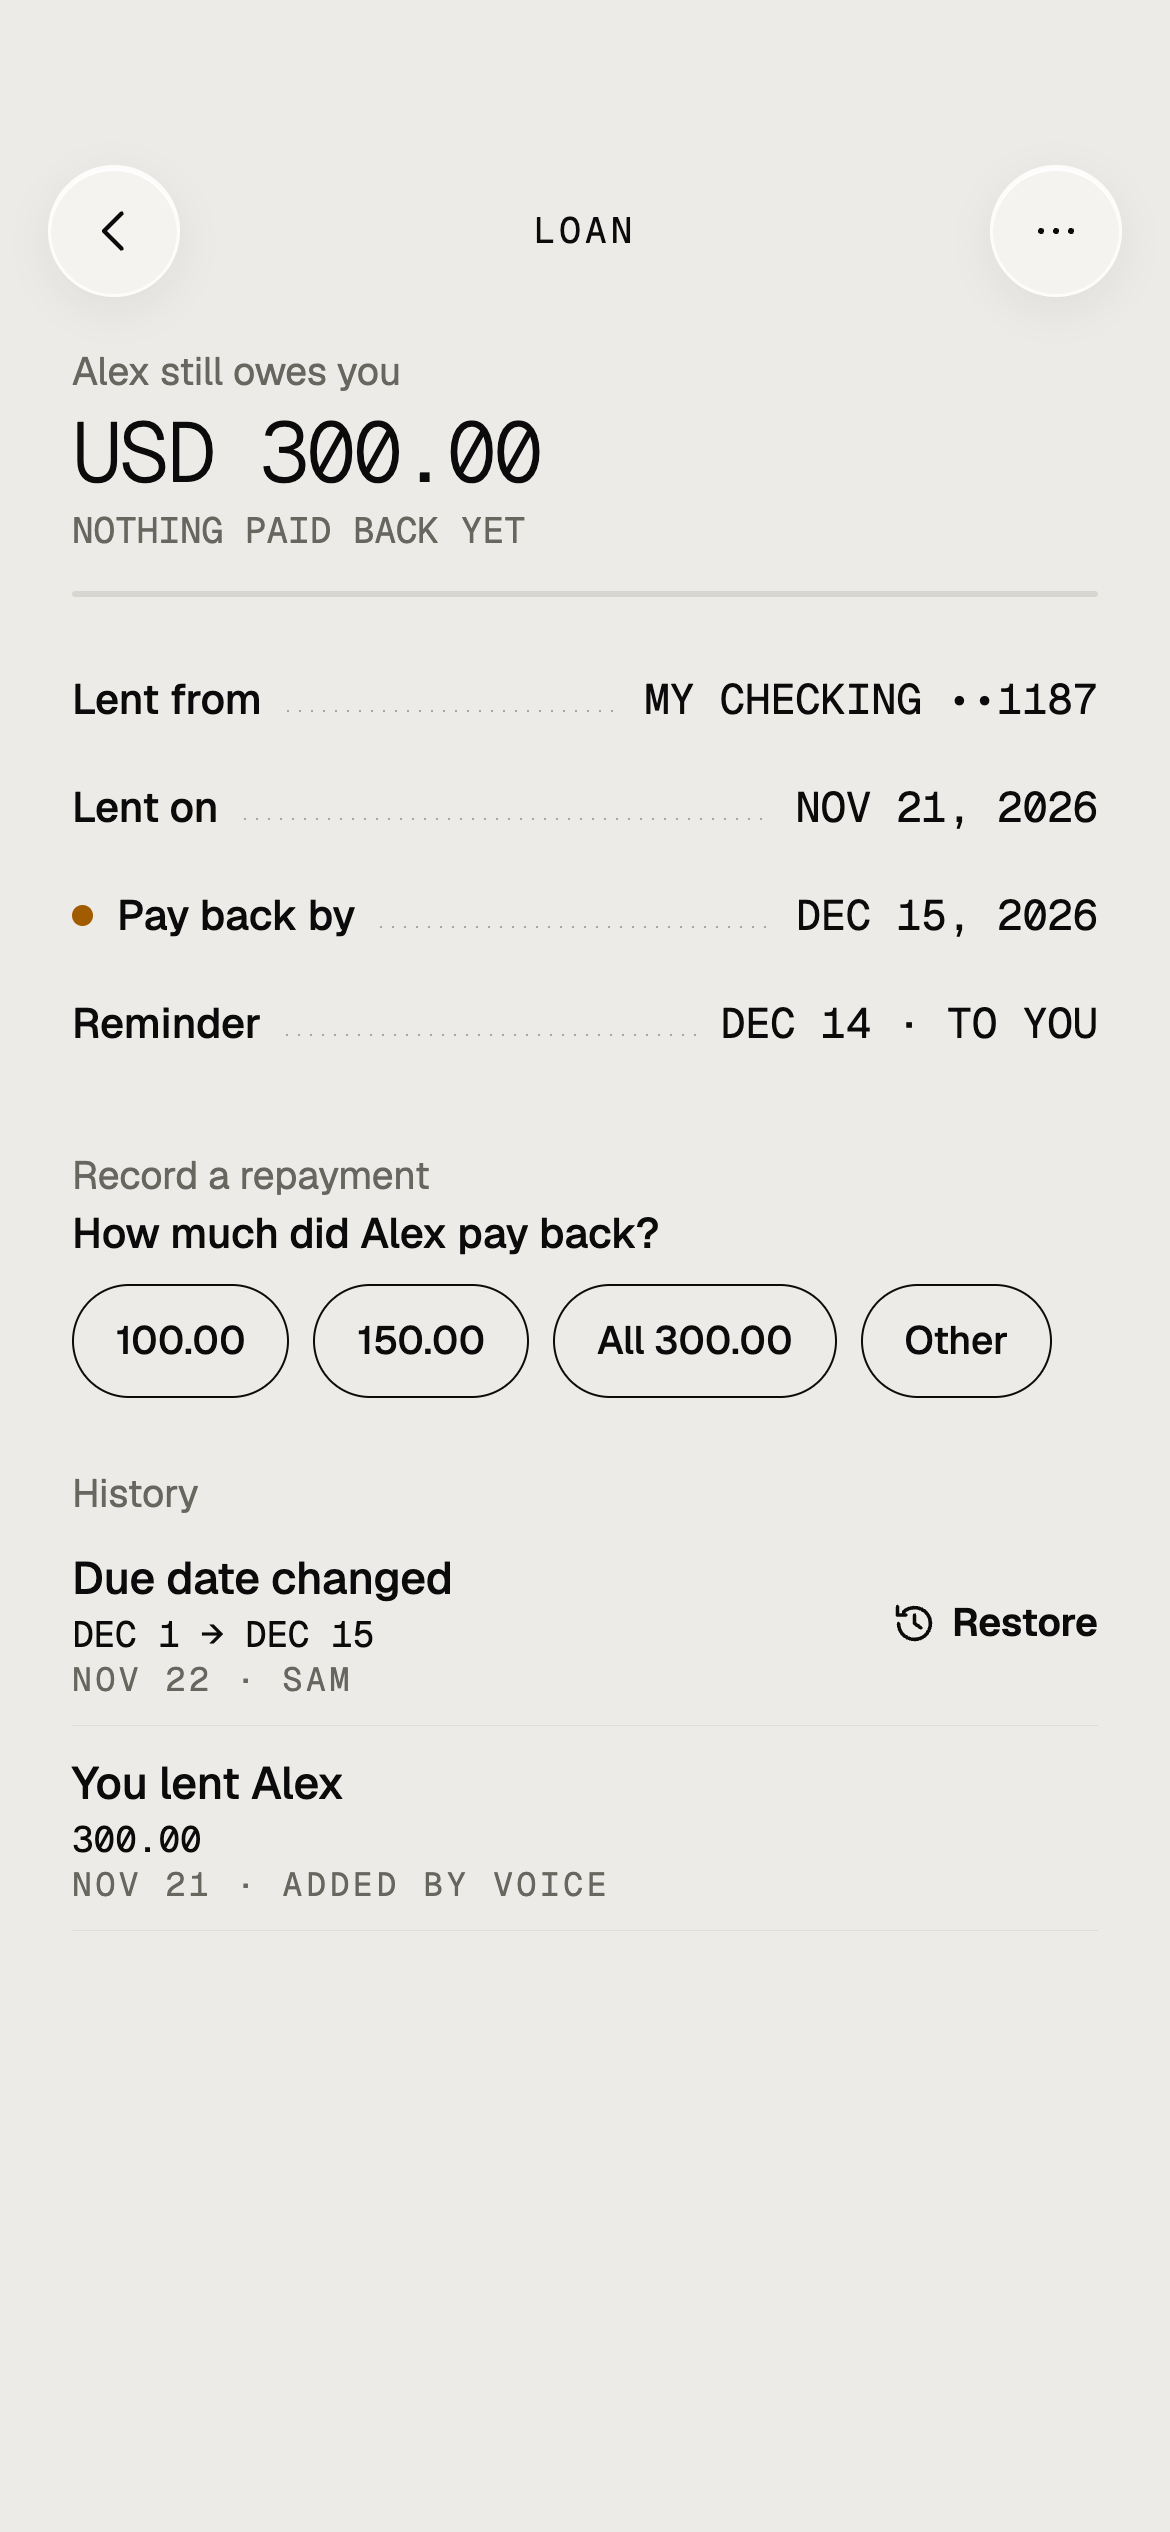 LOAN
Alex still owes you
USD 300.00
NOTHING PAID BACK YET
Lent from MY CHECKING ••1187
Lent on NOV 21, 2026
Pay back by DEC 15, 2026
Reminder DEC 14 · TO YOU
Record a repayment
How much did Alex pay back?
100.00 150.00 All 300.00 Other
History
Due date changed
DEC 1 → DEC 15
Restore
NOV 22 · SAM
You lent Alex
300.00
NOV 21 · ADDED BY VOICE